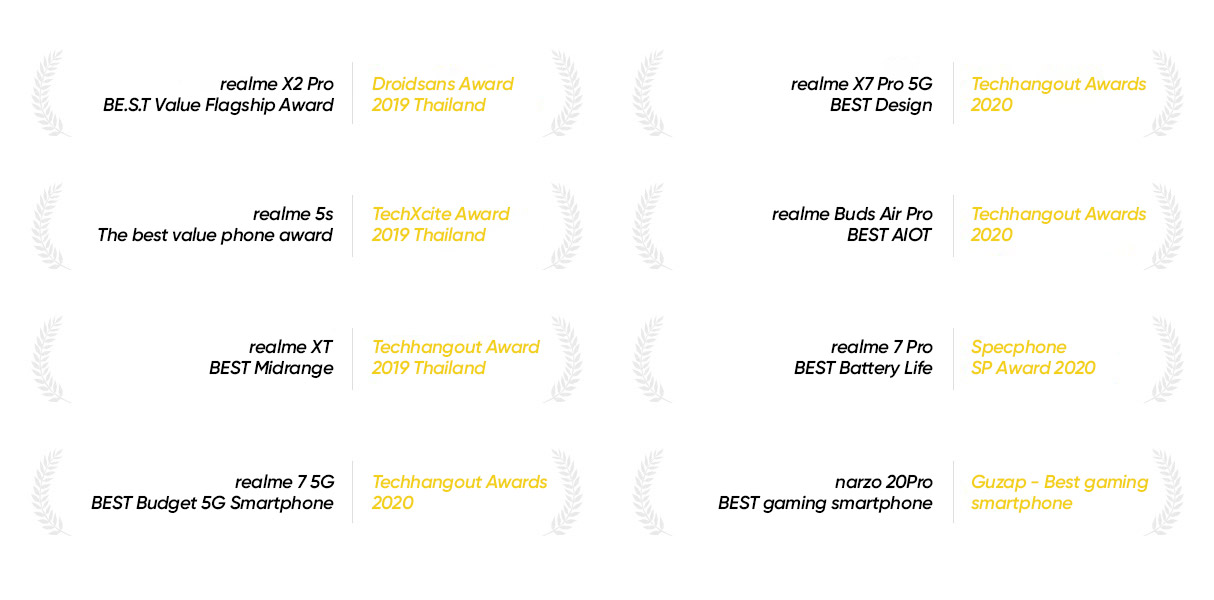 realme X2 Pro
BE.S.T Value Flagship Award
Droidsans Award
2019 Thailand
realme X7 Pro 5G
BEST Design
Techhangout Awards
2020
realme 5s
The best value phone award
TechXcite Award
2019 Thailand
realme Buds Air Pro
BEST AIOT
Techhangout Awards
2020
realme XT
BEST Midrange
Techhangout Award
2019 Thailand
realme 7 Pro
BEST Battery Life
Specphone
SP Award 2020
realme 7 5G
BEST Budget 5G Smartphone
Techhangout Awards
2020
narzo 20Pro
BEST gaming smartphone
Guzap - Best gaming
smartphone